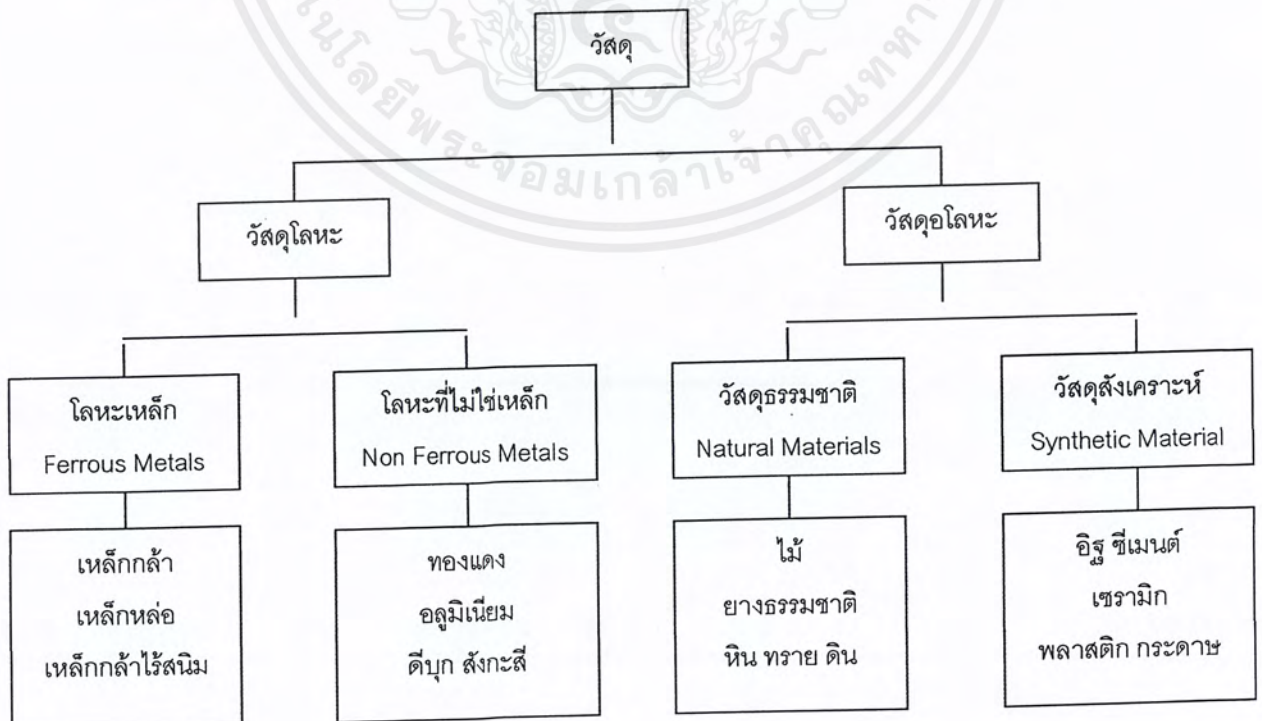 วัสดุ
วัสดุโลหะ
วัสดุอโลหะ
โลหะเหล็ก
Ferrous Metals
โลหะที่ไม่ใช่เหล็ก
Non Ferrous Metals
วัสดุธรรมชาติ
Natural Materials
วัสดุสังเคราะห์
Synthetic Material
เหล็กกล้า
เหล็กหล่อ
เหล็กกล้าไร้สนิม
ทองแดง
อลูมิเนียม
ดีบุก สังกะสี
ไม้
ยางธรรมชาติ
หิน ทราย ดิน
อิฐ ซีเมนต์
เซรามิก
พลาสติก กระดาษ